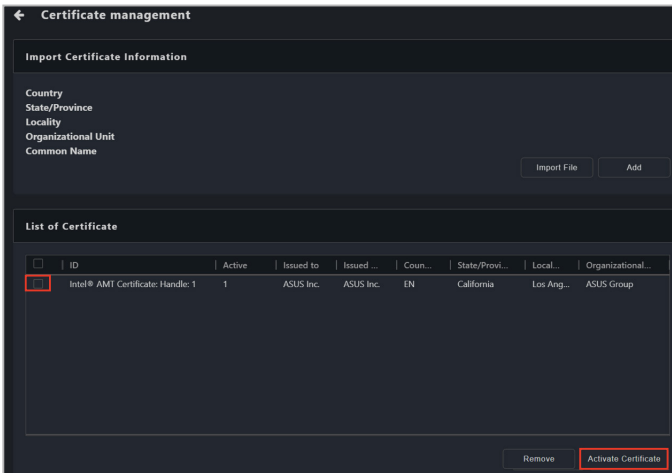 Certificate management
Import Certificate Information
Country
State/Province
Locality
Organizational Unit
Common Name
Import File Add
List of Certificate
ID Active Issued to Issued ... Coun... State/Provi... Local... Organizational...
Intel® AMT Certificate: Handle: 1 1 ASUS Inc. ASUS Inc. EN California Los Ang... ASUS Group
Remove Activate Certificate